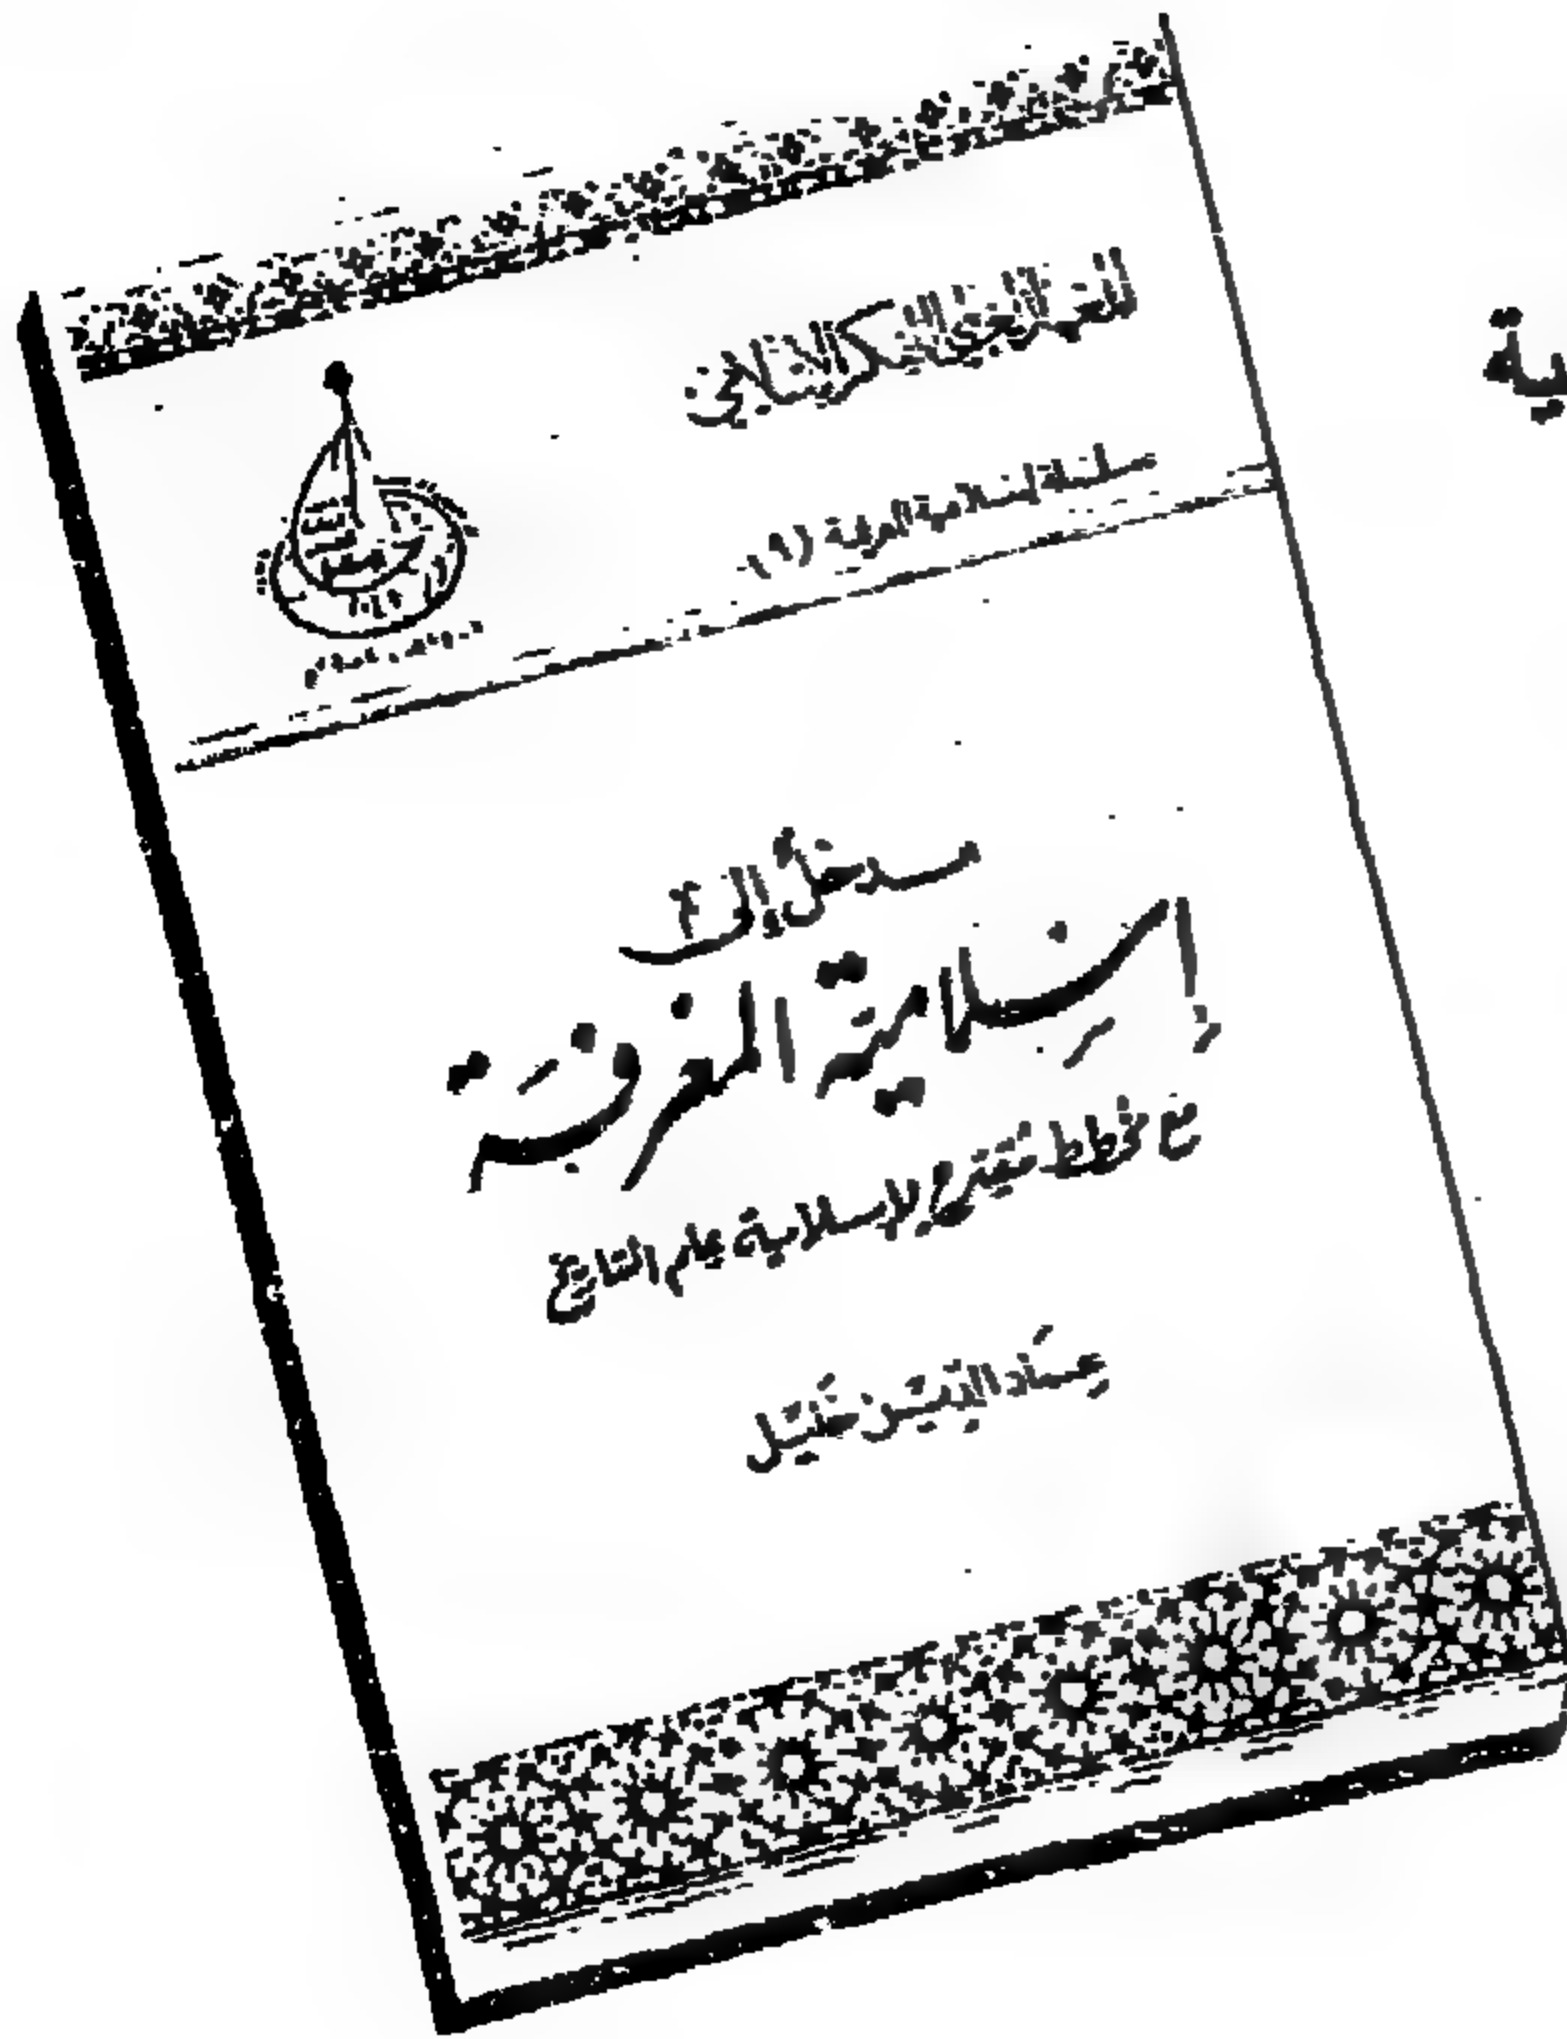 المعهد العالمي للفكر الإسلامي
سلسلة إسلامية المعرفة (٩)
مدخل إلى
إسلامية المعرفة
مع مخطط مقترح لإسلامية علم التاريخ
عماد الدين خليل
ية